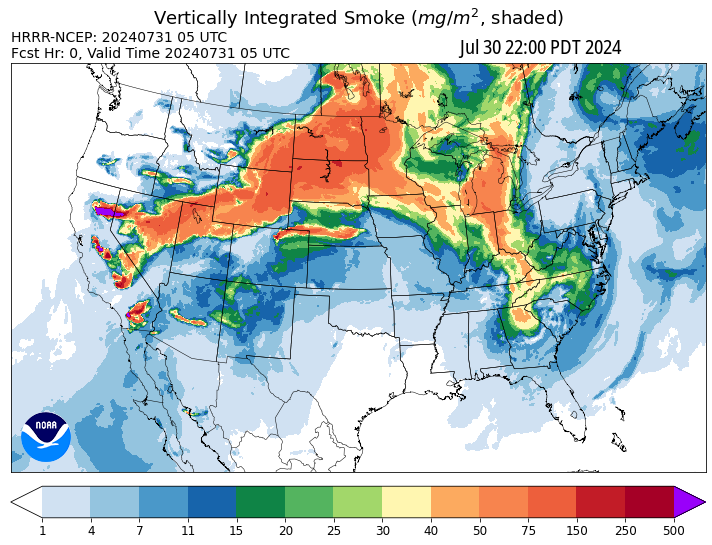 Vertically Integrated Smoke (mg/m², shaded)
HRRR-NCEP: 20240731 05 UTC
Fcst Hr: 0, Valid Time 20240731 05 UTC
Jul 30 22:00 PDT 2024
NOAA
1 4 7 11 15 20 25 30 40 50 75 150 250 500